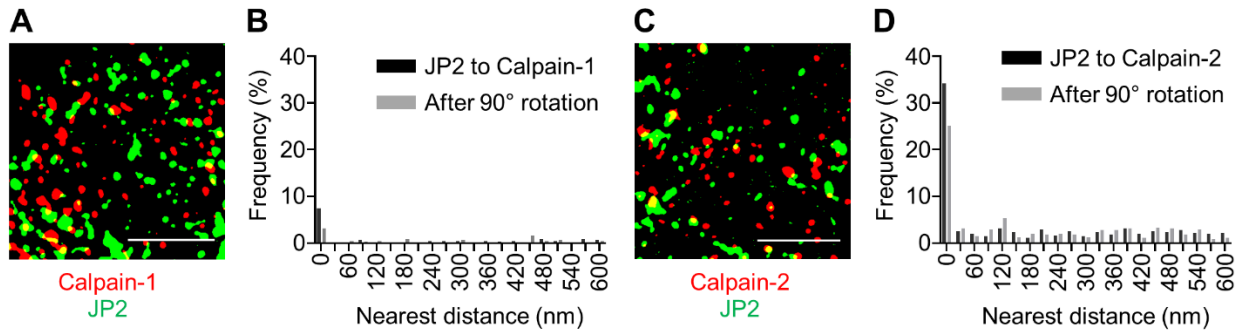 A
Calpain-1
JP2
B
Frequency (%)
40
30
20
10
0
JP2 to Calpain-1
After 90° rotation
0
60
120
180
240
300
360
420
480
540
600
Nearest distance (nm)
C
Calpain-2
JP2
D
Frequency (%)
40
30
20
10
0
JP2 to Calpain-2
After 90° rotation
0
60
120
180
240
300
360
420
480
540
600
Nearest distance (nm)